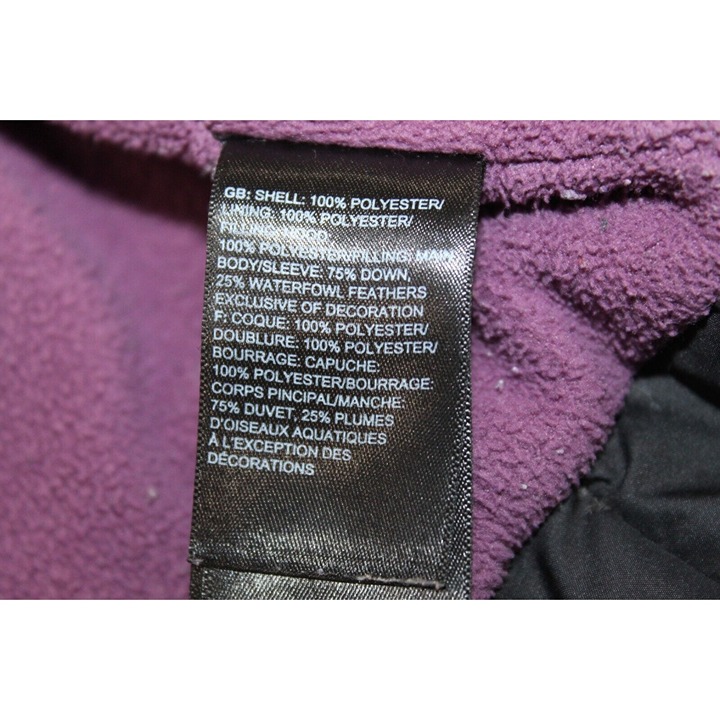 GB: SHELL: 100% POLYESTER/
LINING: 100% POLYESTER/
FILLING: HOOD:
100% POLYESTER/FILLING: MAIN
BODY/SLEEVE: 75% DOWN,
25% WATERFOWL FEATHERS
EXCLUSIVE OF DECORATION
F: COQUE: 100% POLYESTER/
DOUBLURE: 100% POLYESTER/
BOURRAGE: CAPUCHE:
100% POLYESTER/BOURRAGE:
CORPS PINCIPAL/MANCHE:
75% DUVET, 25% PLUMES
D'OISEAUX AQUATIQUES
À L'EXCEPTION DES
DÉCORATIONS